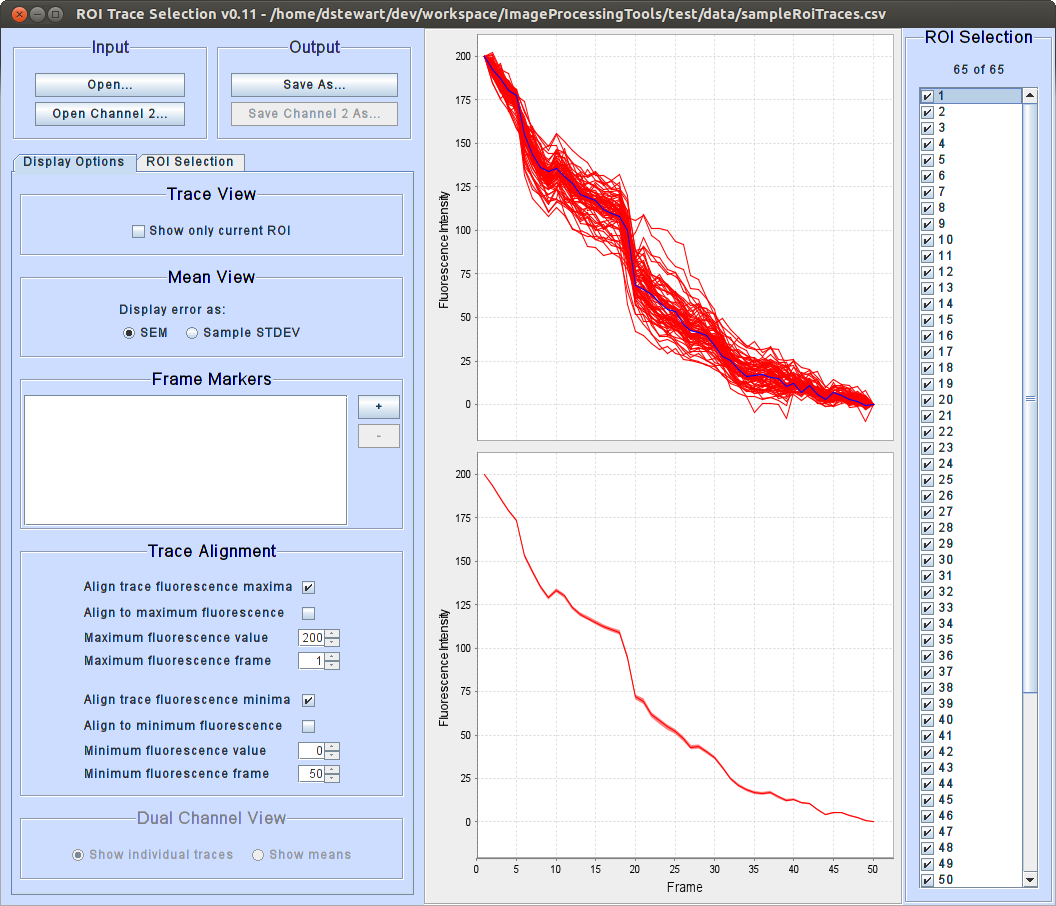 ROI Trace Selection v0.11 - /home/dstewart/dev/workspace/ImageProcessingTools/test/data/sampleRoiTraces.csv
Input
Open...
Open Channel 2...
Output
Save As...
Save Channel 2 As...
Display Options
ROI Selection
Trace View
Show only current ROI
Mean View
Display error as:
SEM
Sample STDEV
Frame Markers
+
-
Trace Alignment
Align trace fluorescence maxima
Align to maximum fluorescence
Maximum fluorescence value 200
Maximum fluorescence frame 1
Align trace fluorescence minima
Align to minimum fluorescence
Minimum fluorescence value 0
Minimum fluorescence frame 50
Dual Channel View
Show individual traces
Show means
Fluorescence Intensity
200
175
150
125
100
75
50
25
0
Fluorescence Intensity
200
175
150
125
100
75
50
25
0
0 5 10 15 20 25 30 35 40 45 50
Frame
ROI Selection
65 of 65
1
2
3
4
5
6
7
8
9
10
11
12
13
14
15
16
17
18
19
20
21
22
23
24
25
26
27
28
29
30
31
32
33
34
35
36
37
38
39
40
41
42
43
44
45
46
47
48
49
50